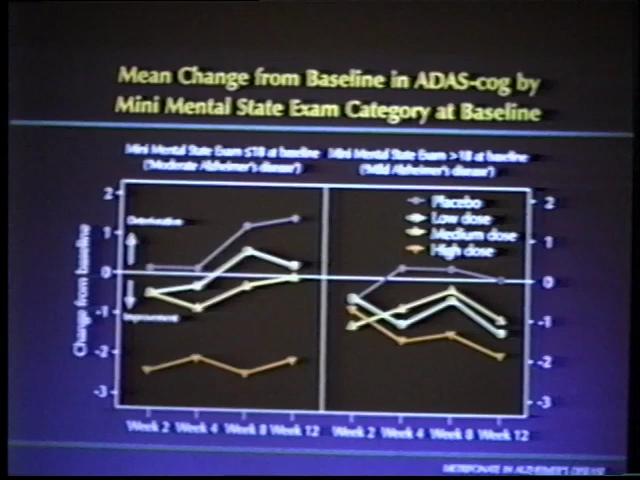 Mean Change from Baseline in ADAS-cog by
Mini Mental State Exam Category at Baseline
Mini Mental State Exam ≤18 at baseline
('Moderate Alzheimer's disease')
Mini Mental State Exam >18 at baseline
('Mild Alzheimer's disease')
Change from baseline
2
1
0
-1
-2
-3
Deterioration
Improvement
Placebo
Low dose
Medium dose
High dose
2
1
0
-1
-2
-3
Week 2 Week 4 Week 8 Week 12
Week 2 Week 4 Week 8 Week 12
METRIFONATE IN ALZHEIMER'S DISEASE